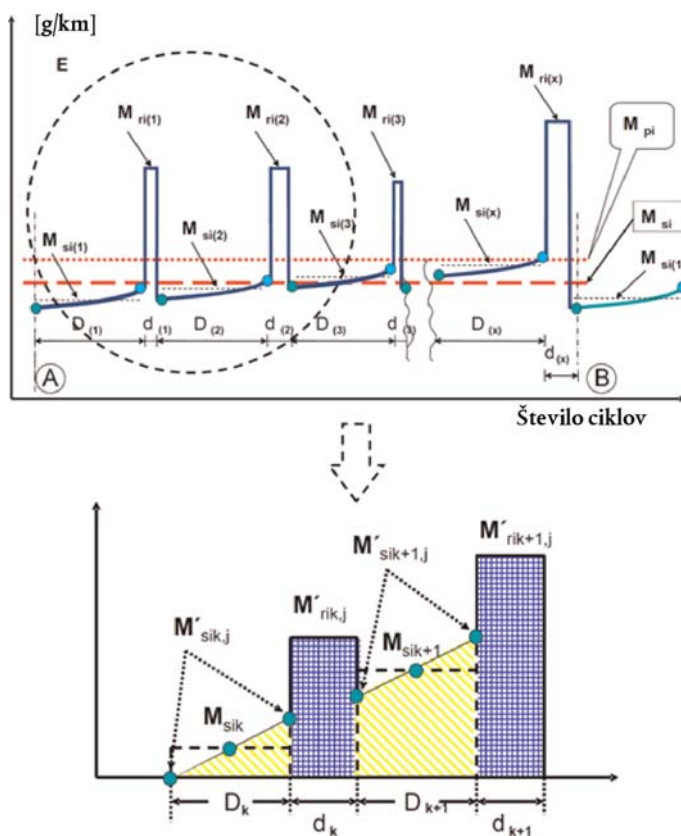 [g/km]
E
M ri(1)
M ri(2)
M ri(3)
M ri(x)
M pi
M si
M si(1)
M si(2)
M si(3)
M si(x)
M si(1
D (1)
d (1)
D (2)
d (2)
D (3)
d (3)
D (x)
d (x)
A
B
Število ciklov
M´sik+1,j
M´rik+1,j
M´rik,j
M´sik,j
M sik+1
M sik
D k
d k
D k+1
d k+1